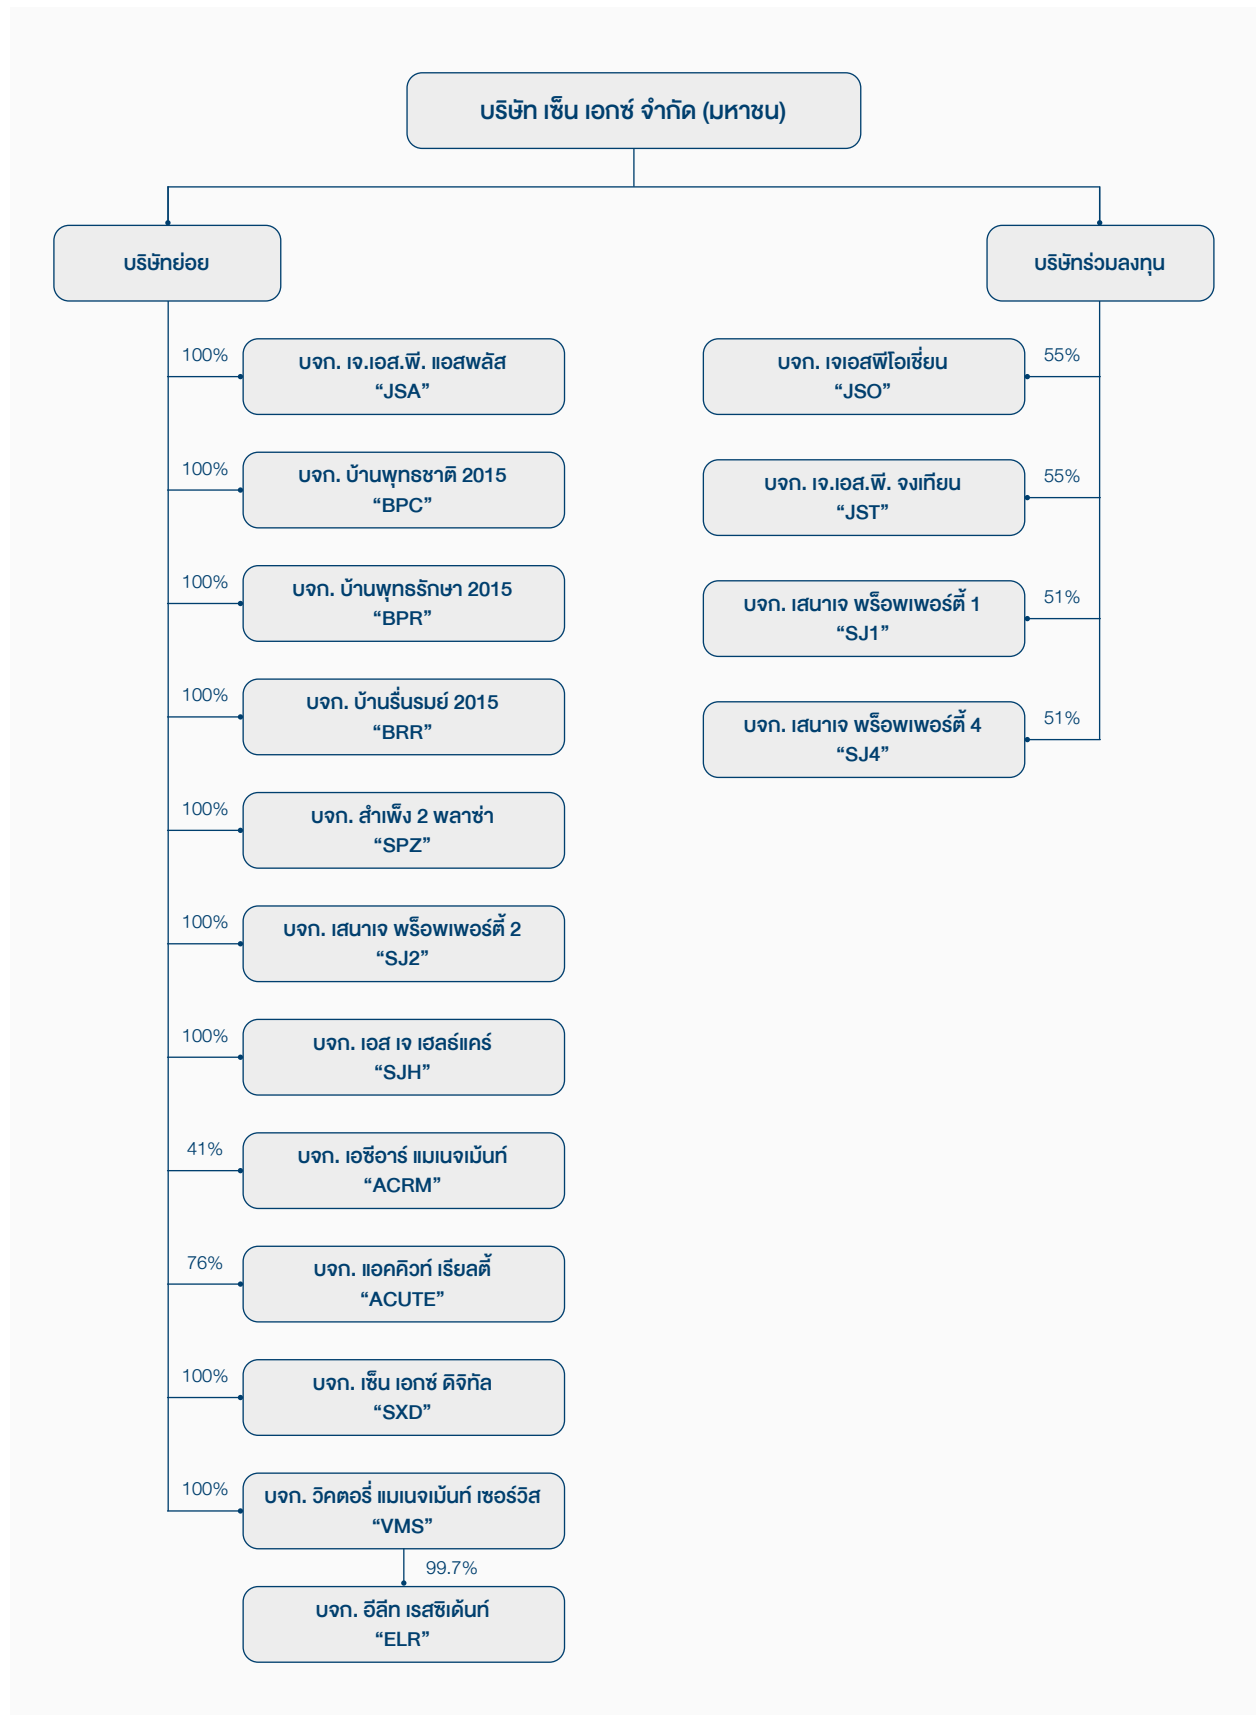 บริษัท เซ็น เอกซ์ จำกัด (มหาชน)
บริษัทย่อย
100%
บจก. เจ.เอส.พี. แอสพลัส
“JSA”
100%
บจก. บ้านพุทธชาติ 2015
“BPC”
100%
บจก. บ้านพุทธรักษา 2015
“BPR”
100%
บจก. บ้านรื่นรมย์ 2015
“BRR”
100%
บจก. สำเพ็ง 2 พลาซ่า
“SPZ”
100%
บจก. เสนาเจ พร็อพเพอร์ตี้ 2
“SJ2”
100%
บจก. เอส เจ เฮลธ์แคร์
“SJH”
41%
บจก. เอซีอาร์ แมเนจเม้นท์
“ACRM”
76%
บจก. แอคคิวท์ เรียลตี้
“ACUTE”
100%
บจก. เซ็น เอกซ์ ดิจิทัล
“SXD”
100%
บจก. วิคตอรี่ แมเนจเม้นท์ เซอร์วิส
“VMS”
99.7%
บจก. อีลีท เรสซิเด้นท์
“ELR”
บริษัทร่วมลงทุน
55%
บจก. เจเอสพีโอเชี่ยน
“JSO”
55%
บจก. เจ.เอส.พี. จงเทียน
“JST”
51%
บจก. เสนาเจ พร็อพเพอร์ตี้ 1
“SJ1”
51%
บจก. เสนาเจ พร็อพเพอร์ตี้ 4
“SJ4”